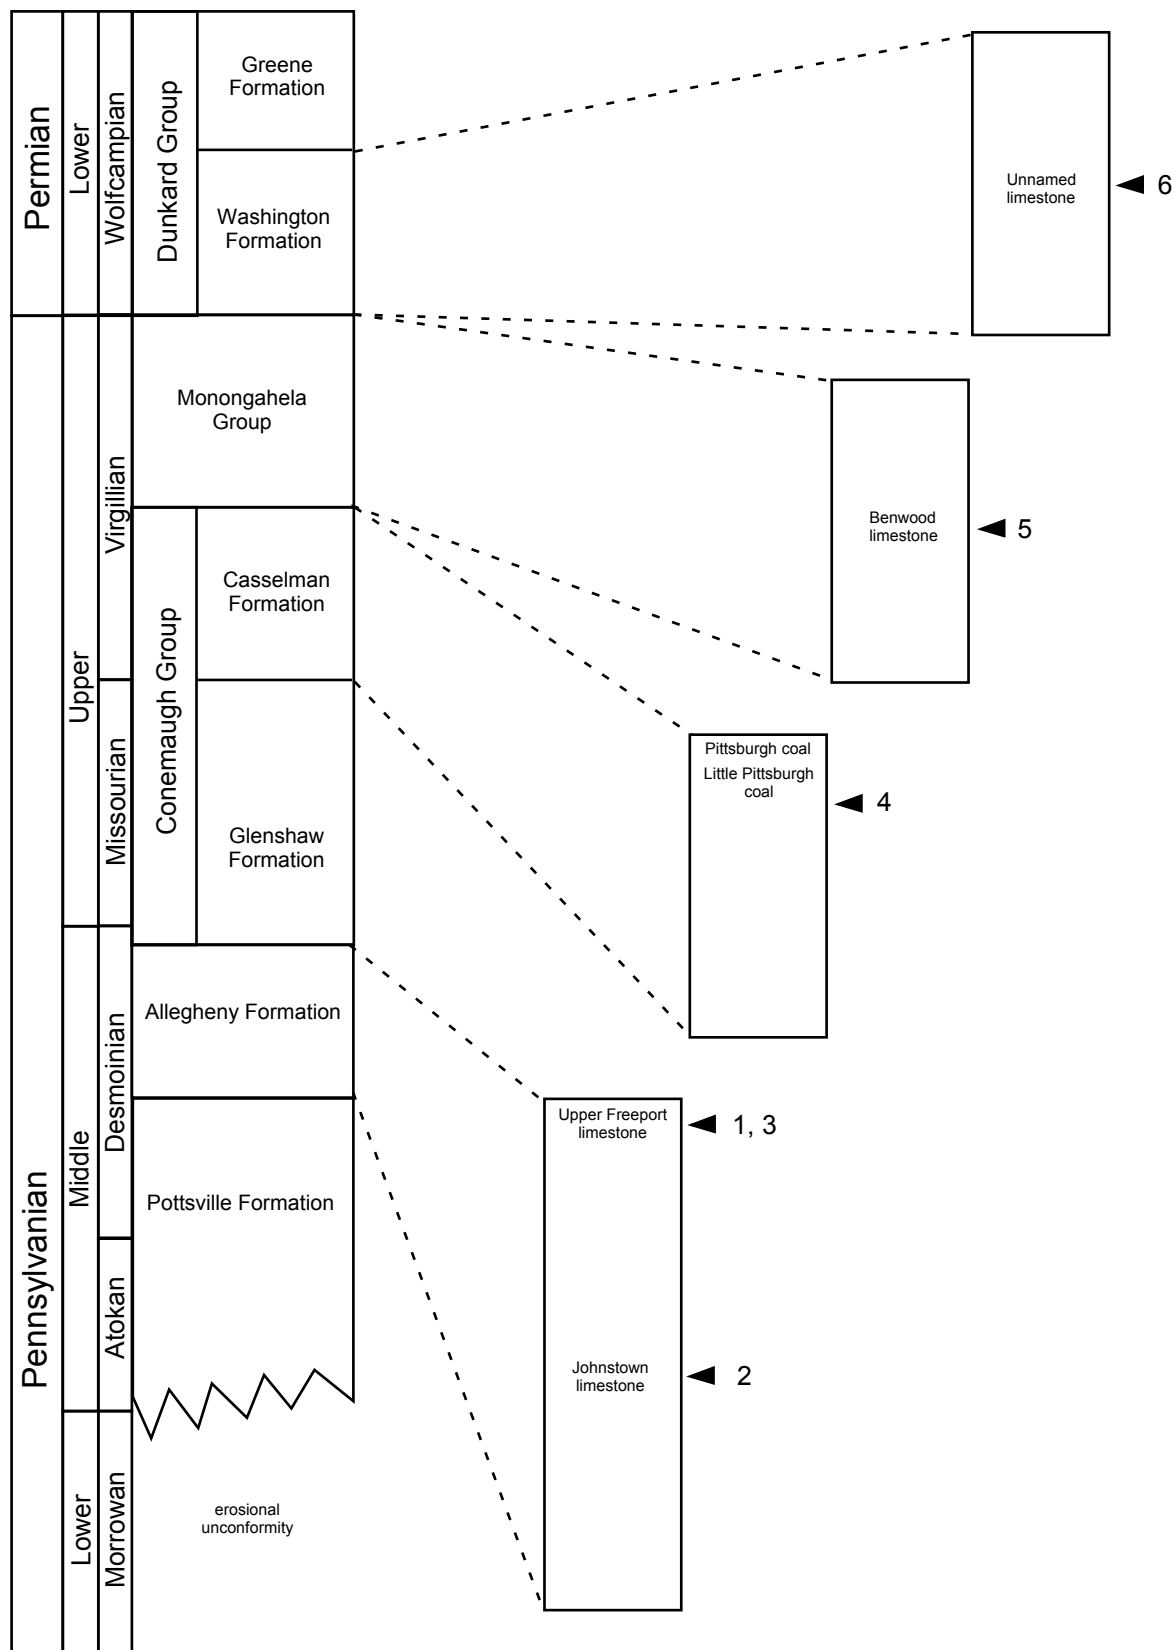 Permian
Lower
Wolfcampian
Dunkard Group
Greene
Formation
Washington
Formation
Unnamed
limestone
6
Pennsylvanian
Upper
Virgillian
Monongahela
Group
Benwood
limestone
5
Conemaugh Group
Casselman
Formation
Missourian
Glenshaw
Formation
Pittsburgh coal
Little Pittsburgh
coal
4
Middle
Desmoinian
Allegheny Formation
Upper Freeport
limestone
1, 3
Pottsville Formation
Atokan
Johnstown
limestone
2
Lower
Morrowan
erosional
unconformity